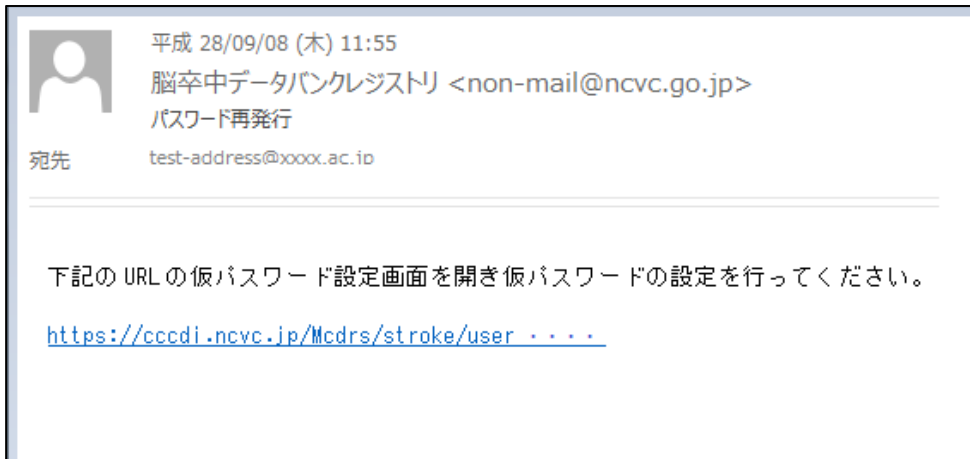 平成 28/09/08 (木) 11:55
脳卒中データバンクレジストリ <non-mail@ncvc.go.jp>
パスワード再発行
宛先 test-address@xxxx.ac.jp
下記のURLの仮パスワード設定画面を開き仮パスワードの設定を行ってください。
https://cccdi.ncvc.jp/Mcdrs/stroke/user ・・・・